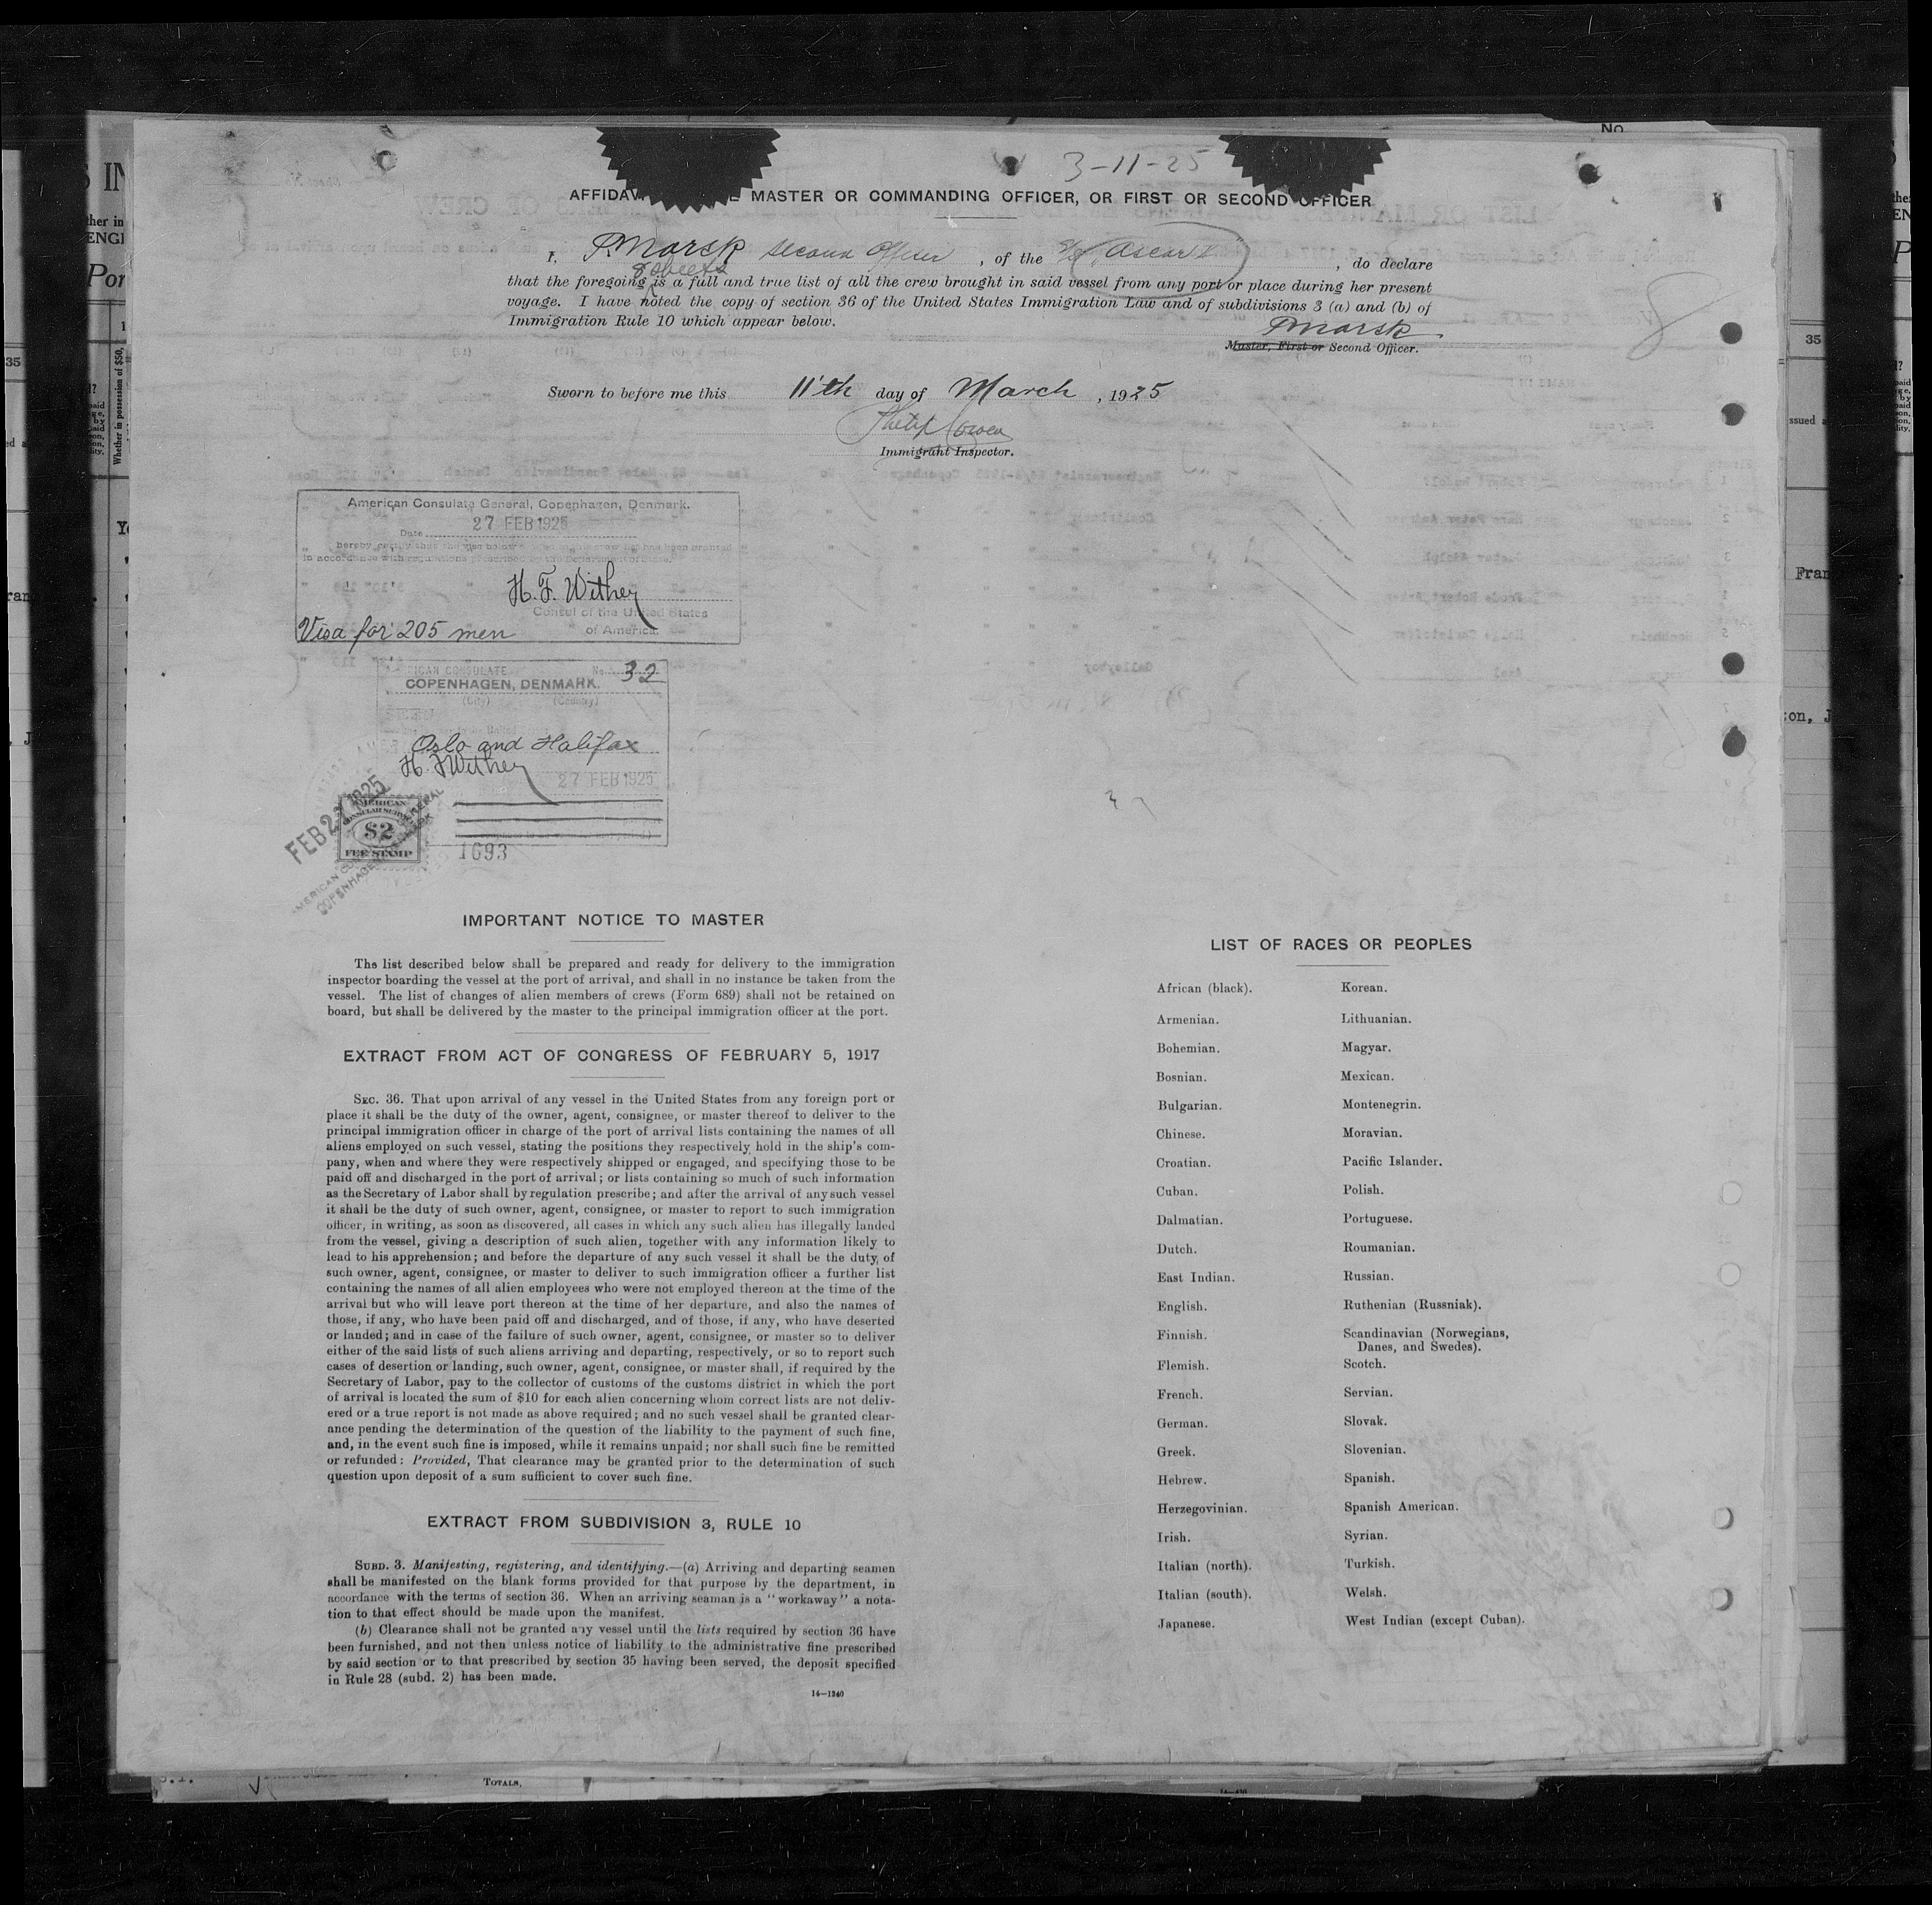 No.
3-11-25
AFFIDAV E MASTER OR COMMANDING OFFICER, OR FIRST OR SECOND OFFICER
I, P Morsk Second Officer , of the , do declare
8 sheets
that the foregoing is a full and true list of all the crew brought in said vessel from any port or place during her present
voyage. I have noted the copy of section 36 of the United States Immigration Law and of subdivisions 3 (a) and (b) of
Immigration Rule 10 which appear below.
PMorsk
Master, First or Second Officer.
8
Sworn to before me this 11'th day of March , 1925
Immigrant Inspector.
American Consulate General, Copenhagen, Denmark.
Date 27 FEB 1925
hereby certify that the visa below
in accordance with regulations prescribed by the Department of State.
H. F. Withey
Consul of the United States
of America.
Visa for 205 men
RICAN CONSULATE No. 32
COPENHAGEN, DENMARK.
(City) (Country)
Oslo and Halifax
H. F Withey
27 FEB 1925
FEB 27 1925
AMERICAN
CONSULAR SERVICE
$2
FEE STAMP
1693
IMPORTANT NOTICE TO MASTER
The list described below shall be prepared and ready for delivery to the immigration
inspector boarding the vessel at the port of arrival, and shall in no instance be taken from the
vessel. The list of changes of alien members of crews (Form 689) shall not be retained on
board, but shall be delivered by the master to the principal immigration officer at the port.
EXTRACT FROM ACT OF CONGRESS OF FEBRUARY 5, 1917
SEC. 36. That upon arrival of any vessel in the United States from any foreign port or
place it shall be the duty of the owner, agent, consignee, or master thereof to deliver to the
principal immigration officer in charge of the port of arrival lists containing the names of all
aliens employed on such vessel, stating the positions they respectively hold in the ship's com-
pany, when and where they were respectively shipped or engaged, and specifying those to be
paid off and discharged in the port of arrival; or lists containing so much of such information
as the Secretary of Labor shall by regulation prescribe; and after the arrival of any such vessel
it shall be the duty of such owner, agent, consignee, or master to report to such immigration
officer, in writing, as soon as discovered, all cases in which any such alien has illegally landed
from the vessel, giving a description of such alien, together with any information likely to
lead to his apprehension; and before the departure of any such vessel it shall be the duty of
such owner, agent, consignee, or master to deliver to such immigration officer a further list
containing the names of all alien employees who were not employed thereon at the time of the
arrival but who will leave port thereon at the time of her departure, and also the names of
those, if any, who have been paid off and discharged, and of those, if any, who have deserted
or landed; and in case of the failure of such owner, agent, consignee, or master so to deliver
either of the said lists of such aliens arriving and departing, respectively, or so to report such
cases of desertion or landing, such owner, agent, consignee, or master shall, if required by the
Secretary of Labor, pay to the collector of customs of the customs district in which the port
of arrival is located the sum of $10 for each alien concerning whom correct lists are not deliv-
ered or a true report is not made as above required; and no such vessel shall be granted clear-
ance pending the determination of the question of the liability to the payment of such fine,
and, in the event such fine is imposed, while it remains unpaid; nor shall such fine be remitted
or refunded: Provided, That clearance may be granted prior to the determination of such
question upon deposit of a sum sufficient to cover such fine.
EXTRACT FROM SUBDIVISION 3, RULE 10
SUBD. 3. Manifesting, registering, and identifying.—(a) Arriving and departing seamen
shall be manifested on the blank forms provided for that purpose by the department, in
accordance with the terms of section 36. When an arriving seaman is a "workaway" a nota-
tion to that effect should be made upon the manifest.
(b) Clearance shall not be granted any vessel until the lists required by section 36 have
been furnished, and not then unless notice of liability to the administrative fine prescribed
by said section or to that prescribed by section 35 having been served, the deposit specified
in Rule 28 (subd. 2) has been made.
14—1240
LIST OF RACES OR PEOPLES
African (black). Korean.
Armenian. Lithuanian.
Bohemian. Magyar.
Bosnian. Mexican.
Bulgarian. Montenegrin.
Chinese. Moravian.
Croatian. Pacific Islander.
Cuban. Polish.
Dalmatian. Portuguese.
Dutch. Roumanian.
East Indian. Russian.
English. Ruthenian (Russniak).
Finnish. Scandinavian (Norwegians,
Danes, and Swedes).
Flemish. Scotch.
French. Servian.
German. Slovak.
Greek. Slovenian.
Hebrew. Spanish.
Herzegovinian. Spanish American.
Irish. Syrian.
Italian (north). Turkish.
Italian (south). Welsh.
Japanese. West Indian (except Cuban).
TOTALS,